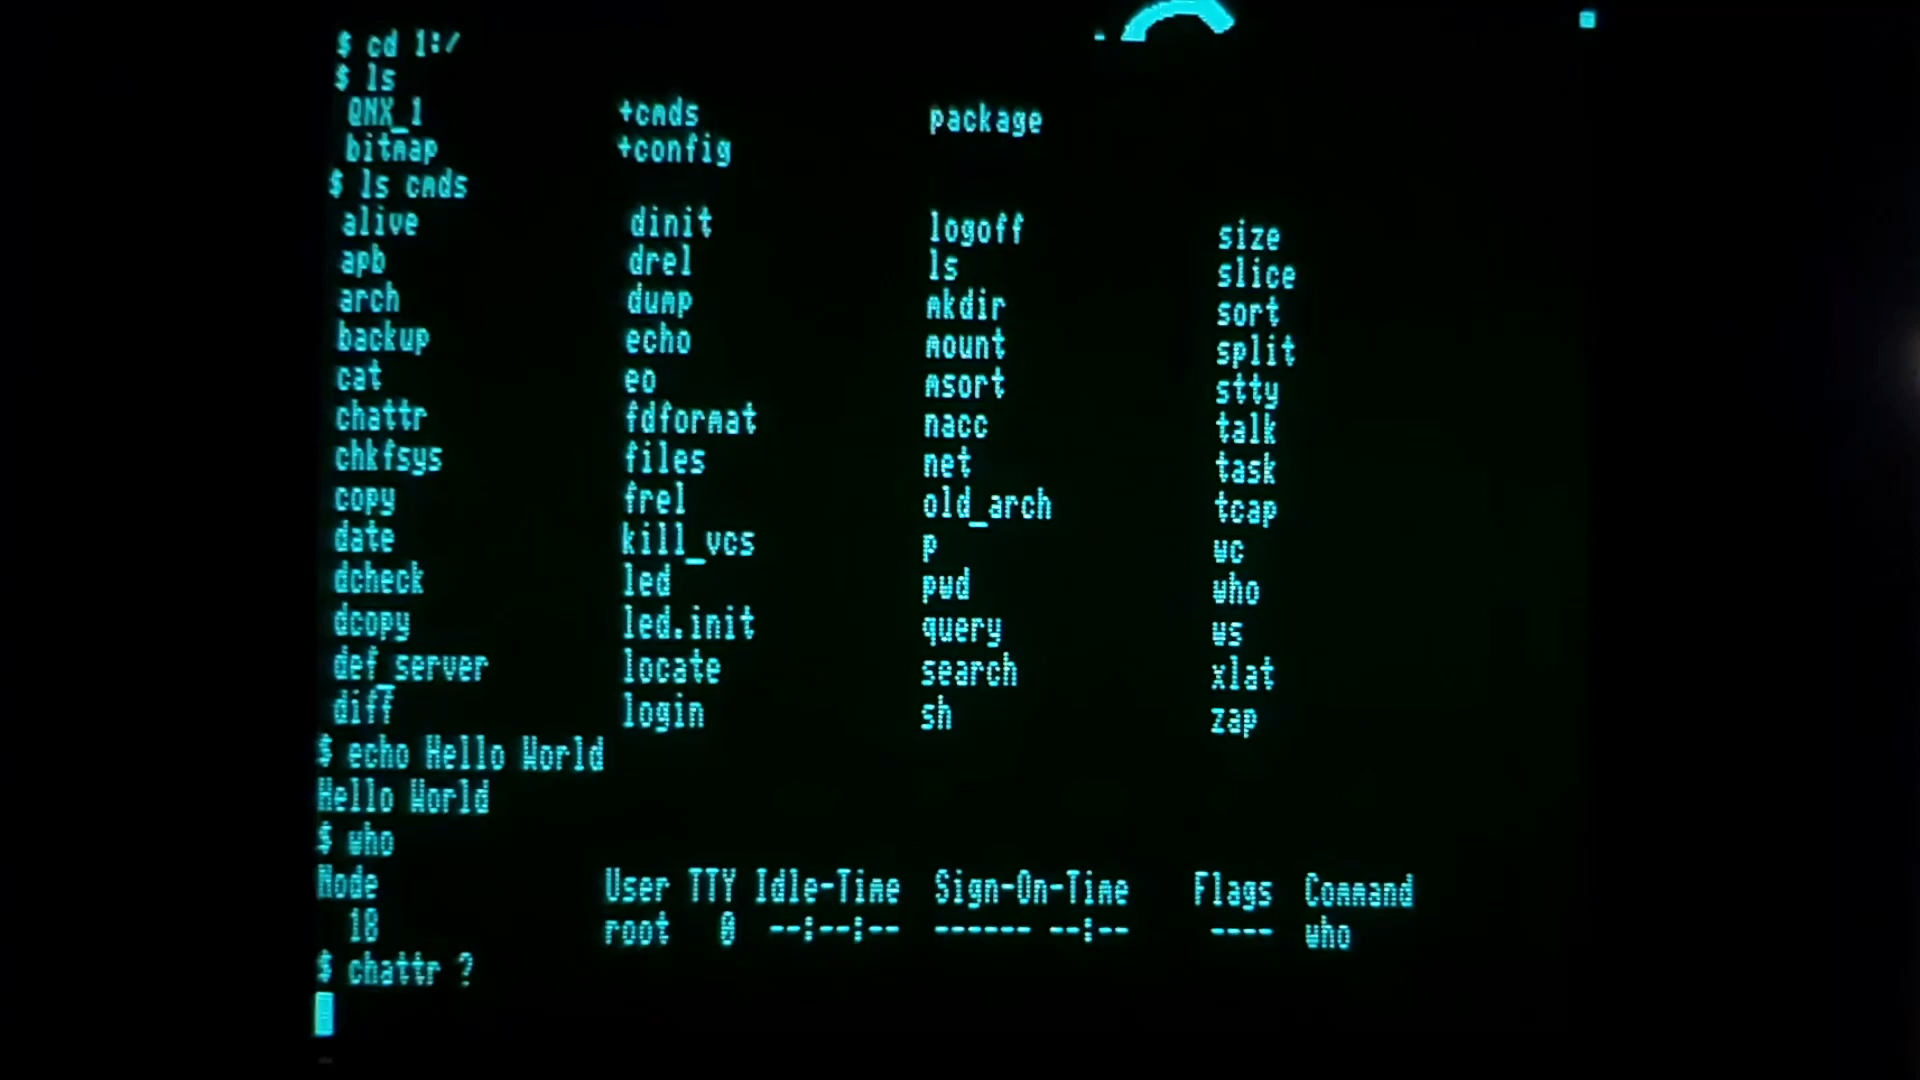 $ cd 1:/
$ ls
QNX_1 +cmds package
bitmap +config
$ ls cmds
alive dinit logoff size
apb drel ls slice
arch dump mkdir sort
backup echo mount split
cat eo msort stty
chattr fdformat nacc talk
chkfsys files net task
copy frel old_arch tcap
date kill_vcs p wc
dcheck led pwd who
dcopy led.init query ws
def_server locate search xlat
diff login sh zap
$ echo Hello World
Hello World
$ who
Node User TTY Idle-Time Sign-On-Time Flags Command
10 root 0 --:--:-- ------ --:-- ---- who
$ chattr ?